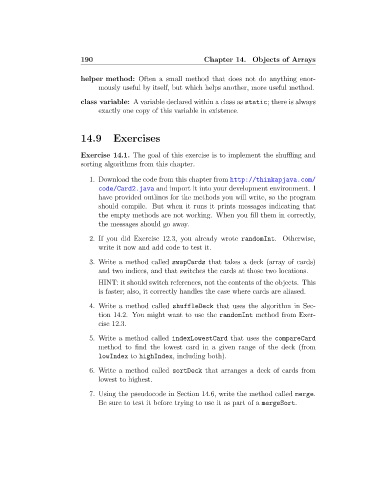 190 Chapter 14. Objects of Arrays
helper method: Often a small method that does not do anything enor-
mously useful by itself, but which helps another, more useful method.
class variable: A variable declared within a class as static; there is always
exactly one copy of this variable in existence.
14.9 Exercises
Exercise 14.1. The goal of this exercise is to implement the shuffling and
sorting algorithms from this chapter.
1. Download the code from this chapter from http://thinkapjava.com/
code/Card2.java and import it into your development environment. I
have provided outlines for the methods you will write, so the program
should compile. But when it runs it prints messages indicating that
the empty methods are not working. When you fill them in correctly,
the messages should go away.
2. If you did Exercise 12.3, you already wrote randomInt. Otherwise,
write it now and add code to test it.
3. Write a method called swapCards that takes a deck (array of cards)
and two indices, and that switches the cards at those two locations.
HINT: it should switch references, not the contents of the objects. This
is faster; also, it correctly handles the case where cards are aliased.
4. Write a method called shuffleDeck that uses the algorithm in Sec-
tion 14.2. You might want to use the randomInt method from Exer-
cise 12.3.
5. Write a method called indexLowestCard that uses the compareCard
method to find the lowest card in a given range of the deck (from
lowIndex to highIndex, including both).
6. Write a method called sortDeck that arranges a deck of cards from
lowest to highest.
7. Using the pseudocode in Section 14.6, write the method called merge.
Be sure to test it before trying to use it as part of a mergeSort.